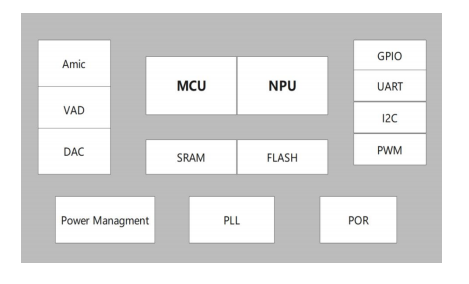 Amic
VAD
DAC
MCU
NPU
SRAM
FLASH
GPIO
UART
I2C
PWM
Power Managment
PLL
POR